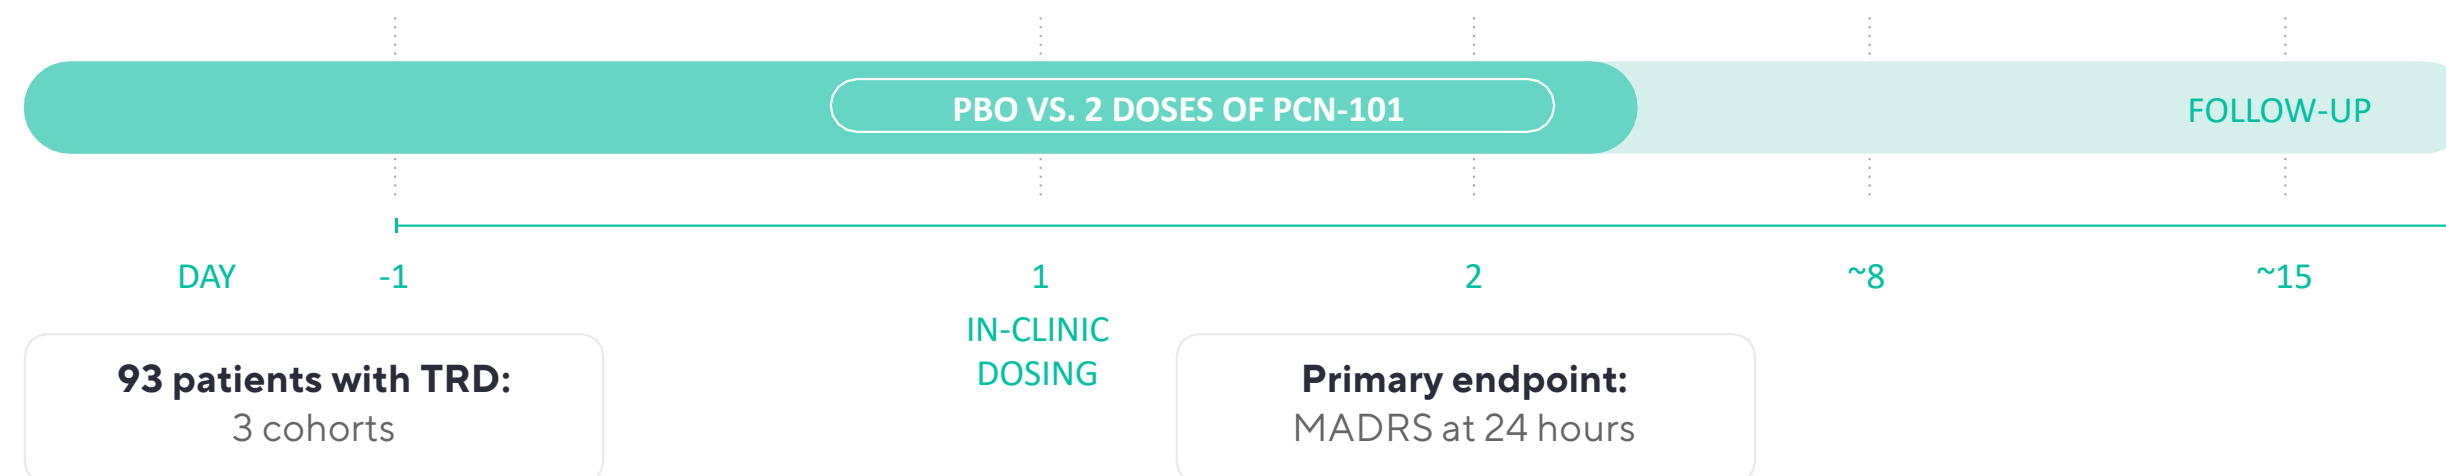 PBO VS. 2 DOSES OF PCN-101
FOLLOW-UP
DAY -1 1 2 ~8 ~15
IN-CLINIC
DOSING
93 patients with TRD:
3 cohorts
Primary endpoint:
MADRS at 24 hours